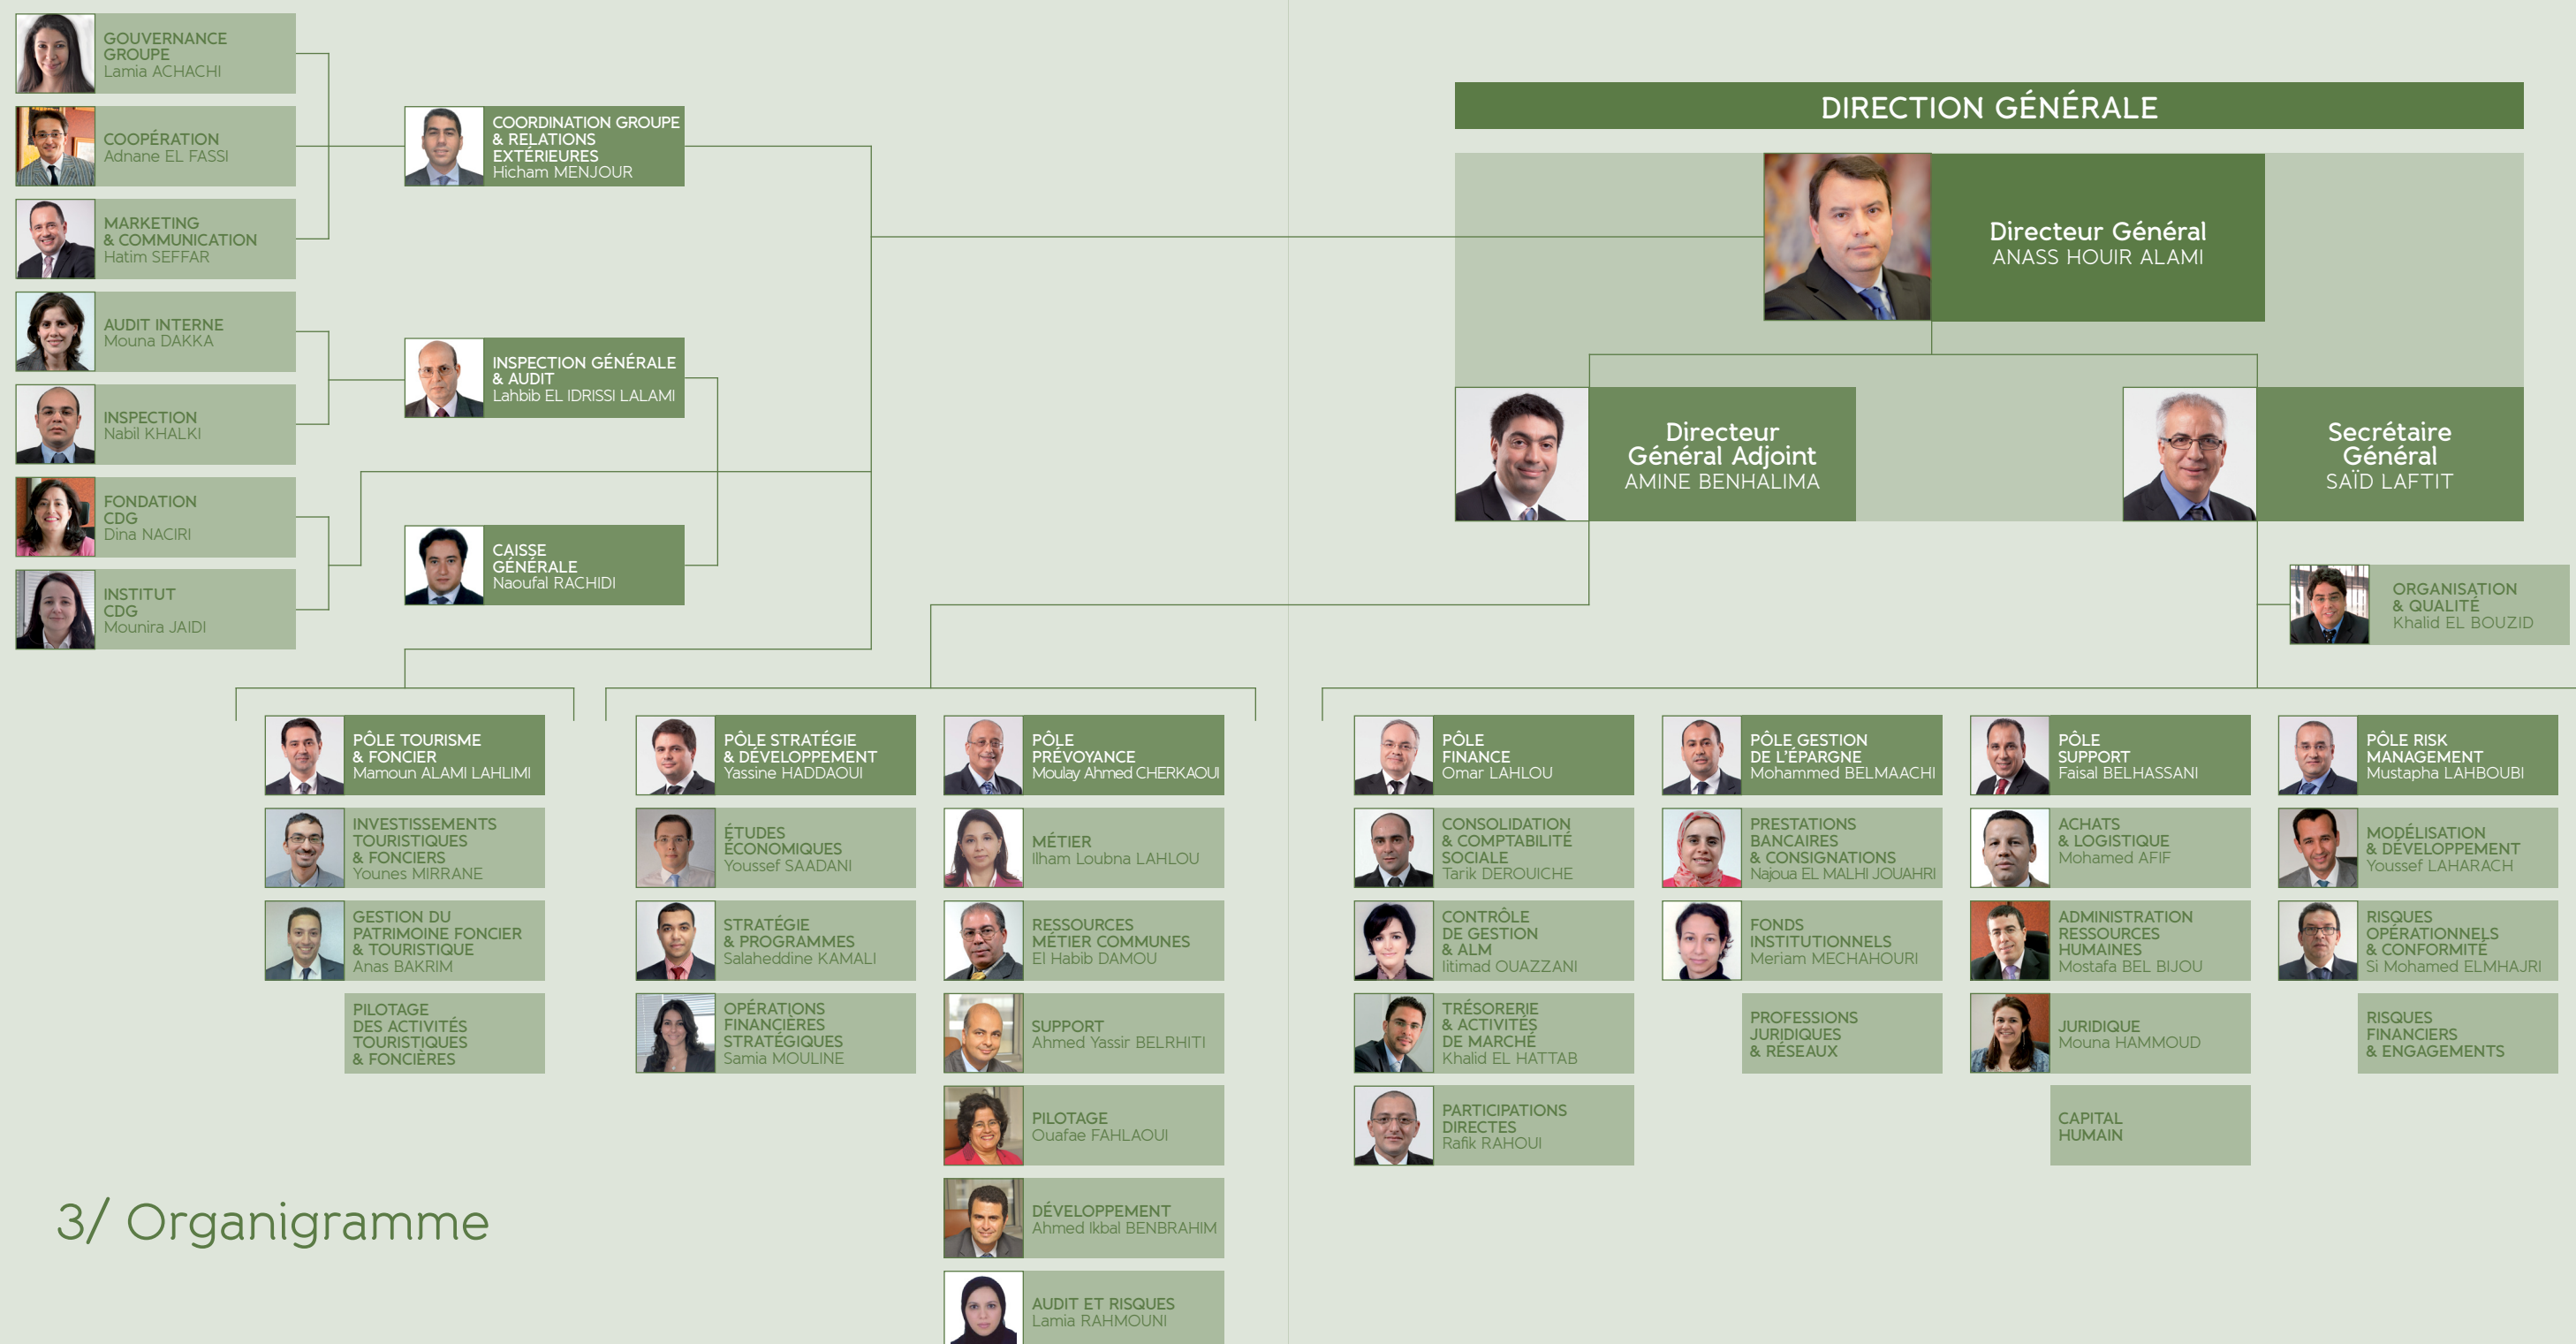 GOUVERNANCE
GROUPE
Lamia ACHACHI
COOPÉRATION
Adnane EL FASSI
MARKETING
& COMMUNICATION
Hatim SEFFAR
AUDIT INTERNE
Mouna DAKKA
INSPECTION
Nabil KHALKI
FONDATION
CDG
Dina NACIRI
INSTITUT
CDG
Mounira JAIDI
COORDINATION GROUPE
& RELATIONS
EXTÉRIEURES
Hicham MENJOUR
INSPECTION GÉNÉRALE
& AUDIT
Lahbib EL IDRISSI LALAMI
CAISSE
GÉNÉRALE
Naoufal RACHIDI
DIRECTION GÉNÉRALE
Directeur Général
ANASS HOUIR ALAMI
Directeur
Général Adjoint
AMINE BENHALIMA
Secrétaire
Général
SAÏD LAFTIT
ORGANISATION
& QUALITÉ
Khalid EL BOUZID
PÔLE TOURISME
& FONCIER
Mamoun ALAMI LAHLIMI
INVESTISSEMENTS
TOURISTIQUES
& FONCIERS
Younes MIRRANE
GESTION DU
PATRIMOINE FONCIER
& TOURISTIQUE
Anas BAKRIM
PILOTAGE
DES ACTIVITÉS
TOURISTIQUES
& FONCIÈRES
PÔLE STRATÉGIE
& DÉVELOPPEMENT
Yassine HADDAOUI
ÉTUDES
ÉCONOMIQUES
Youssef SAADANI
STRATÉGIE
& PROGRAMMES
Salaheddine KAMALI
OPÉRATIONS
FINANCIÈRES
STRATÉGIQUES
Samia MOULINE
PÔLE
PRÉVOYANCE
Moulay Ahmed CHERKAOUI
MÉTIER
Ilham Loubna LAHLOU
RESSOURCES
MÉTIER COMMUNES
El Habib DAMOU
SUPPORT
Ahmed Yassir BELRHITI
PILOTAGE
Ouafae FAHLAOUI
DÉVELOPPEMENT
Ahmed Ikbal BENBRAHIM
AUDIT ET RISQUES
Lamia RAHMOUNI
PÔLE
FINANCE
Omar LAHLOU
CONSOLIDATION
& COMPTABILITÉ
SOCIALE
Tarik DEROUICHE
CONTRÔLE
DE GESTION
& ALM
Iitimad OUAZZANI
TRÉSORERIE
& ACTIVITÉS
DE MARCHÉ
Khalid EL HATTAB
PARTICIPATIONS
DIRECTES
Rafik RAHOUI
PÔLE GESTION
DE L'ÉPARGNE
Mohammed BELMAACHI
PRESTATIONS
BANCAIRES
& CONSIGNATIONS
Najoua EL MALHI JOUAHRI
FONDS
INSTITUTIONNELS
Meriam MECHAHOURI
PROFESSIONS
JURIDIQUES
& RÉSEAUX
PÔLE
SUPPORT
Faisal BELHASSANI
ACHATS
& LOGISTIQUE
Mohamed AFIF
ADMINISTRATION
RESSOURCES
HUMAINES
Mostafa BEL BIJOU
JURIDIQUE
Mouna HAMMOUD
CAPITAL
HUMAIN
PÔLE RISK
MANAGEMENT
Mustapha LAHBOUBI
MODÉLISATION
& DÉVELOPPEMENT
Youssef LAHARACH
RISQUES
OPÉRATIONNELS
& CONFORMITÉ
Si Mohamed ELMHAJRI
RISQUES
FINANCIERS
& ENGAGEMENTS
3/ Organigramme